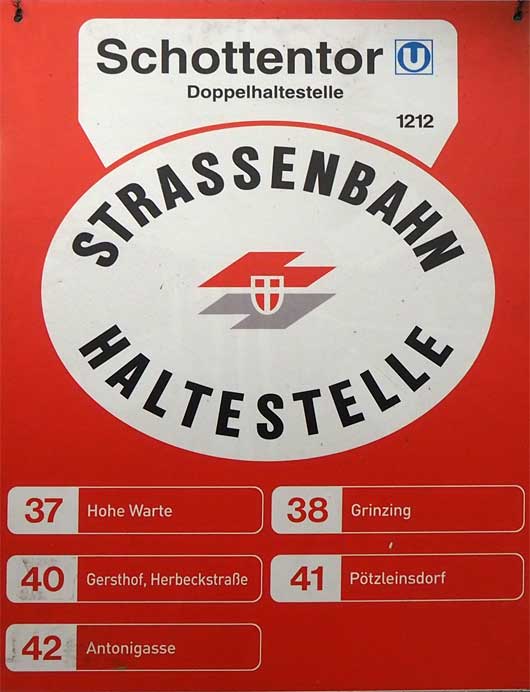 Schottentor U
Doppelhaltestelle
1212
STRASSENBAHN
HALTESTELLE
37 Hohe Warte
38 Grinzing
40 Gersthof, Herbeckstraße
41 Pötzleinsdorf
42 Antonigasse